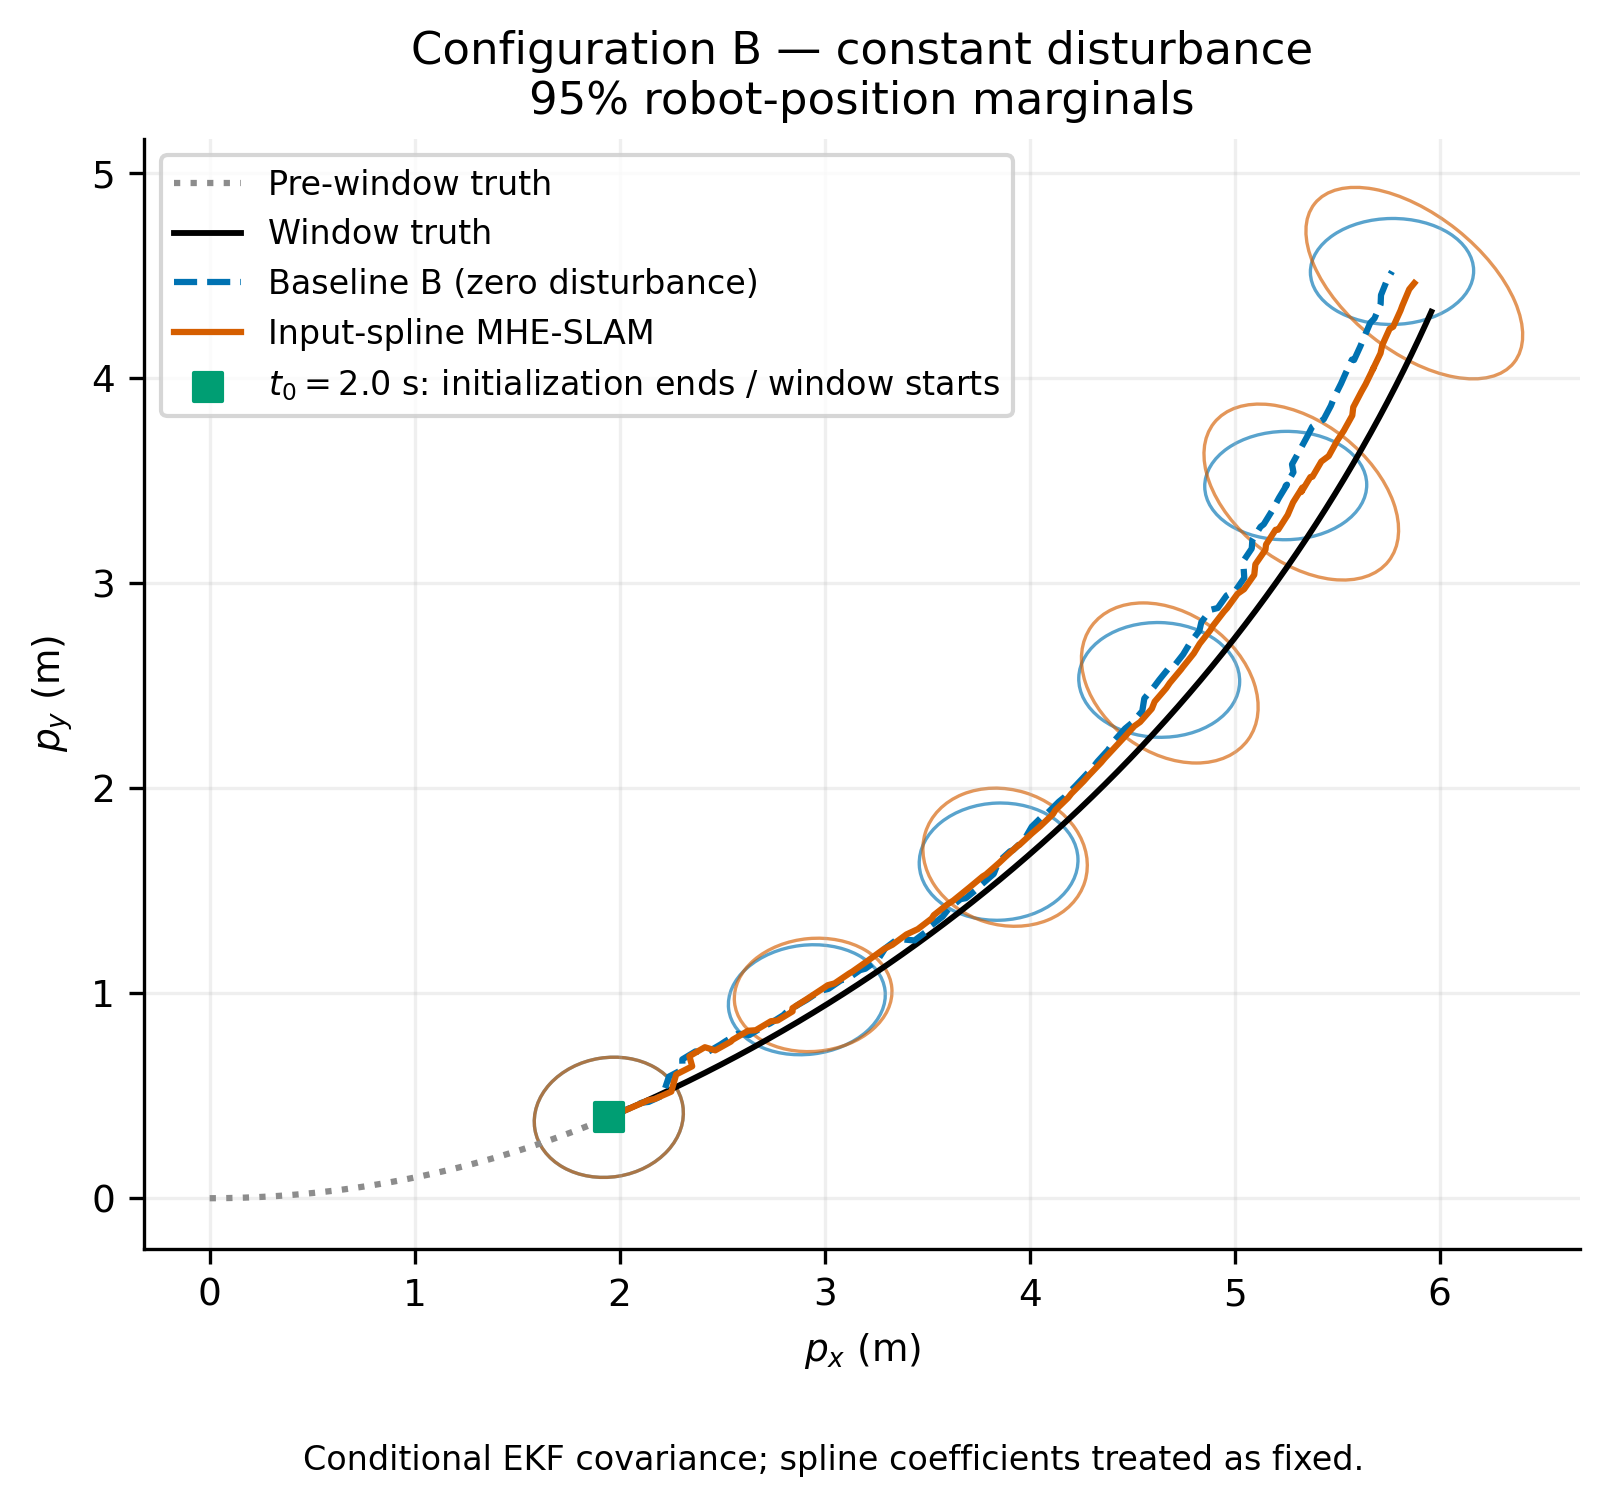 Configuration B — constant disturbance
95% robot-position marginals
Pre-window truth
Window truth
Baseline B (zero disturbance)
Input-spline MHE-SLAM
t₀ = 2.0 s: initialization ends / window starts
5
4
3
2
1
0
p_y (m)
0 1 2 3 4 5 6
p_x (m)
Conditional EKF covariance; spline coefficients treated as fixed.